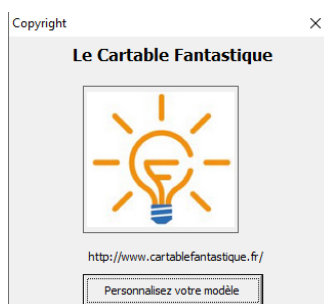 Copyright
Le Cartable Fantastique
http://www.cartablefantastique.fr/
Personnalisez votre modèle